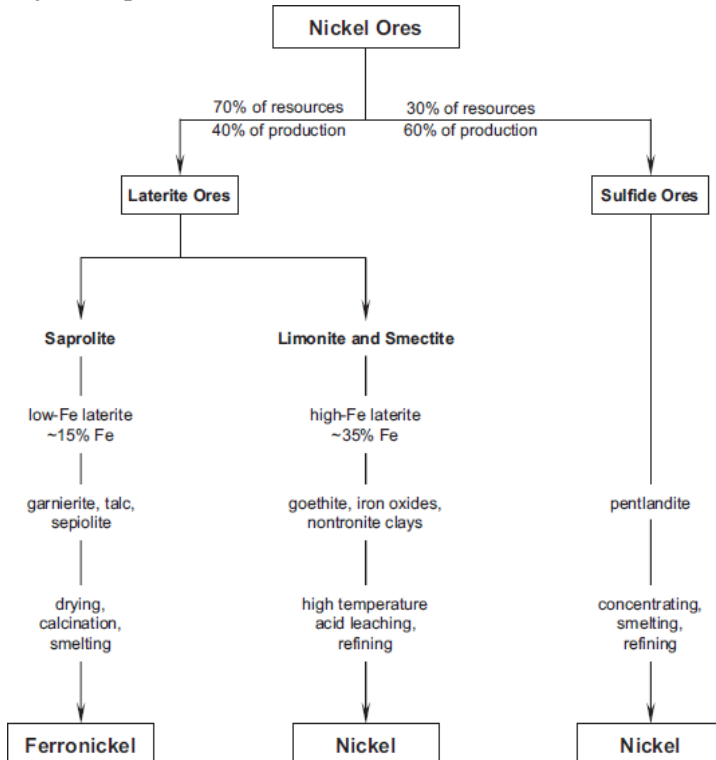 Nickel Ores
70% of resources
30% of resources
40% of production
60% of production
Laterite Ores
Sulfide Ores
Saprolite
Limonite and Smectite
low-Fe laterite
~15% Fe
high-Fe laterite
~35% Fe
garnierite, talc,
sepiolite
goethite, iron oxides,
nontronite clays
pentlandite
drying,
calcination,
smelting
high temperature
acid leaching,
refining
concentrating,
smelting,
refining
Ferronickel
Nickel
Nickel